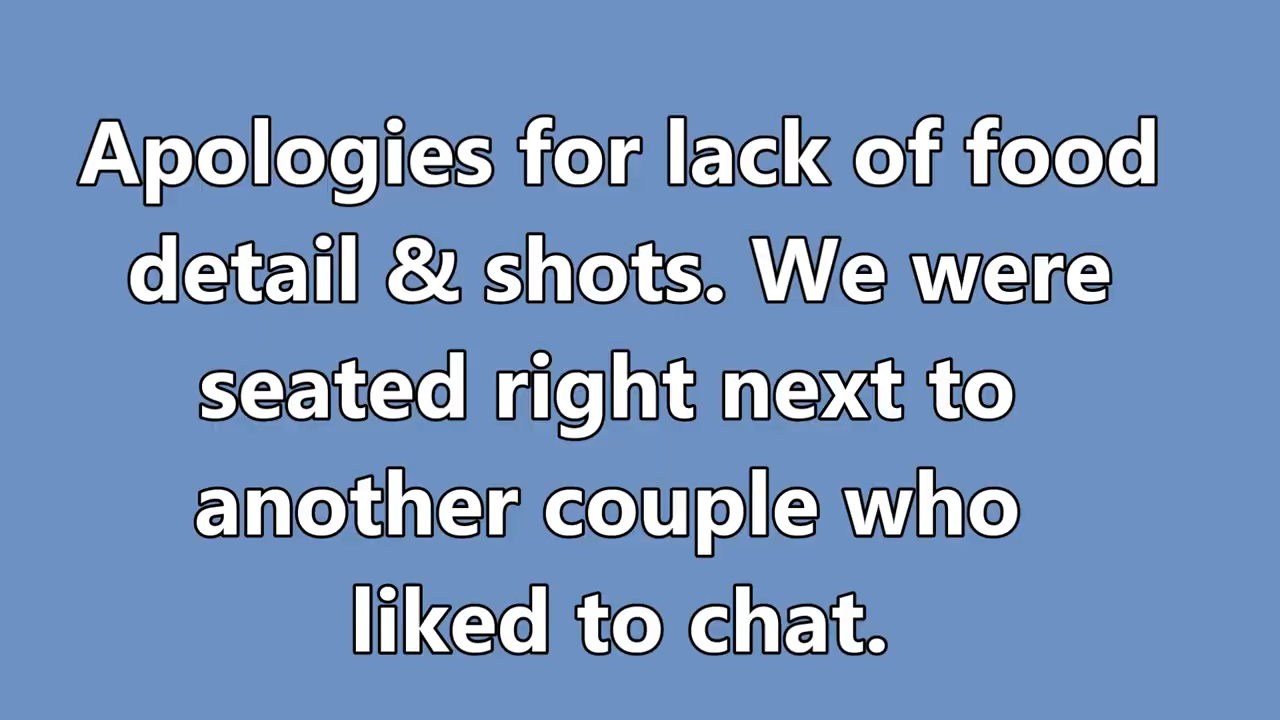 Apologies for lack of food
detail & shots. We were
seated right next to
another couple who
liked to chat.